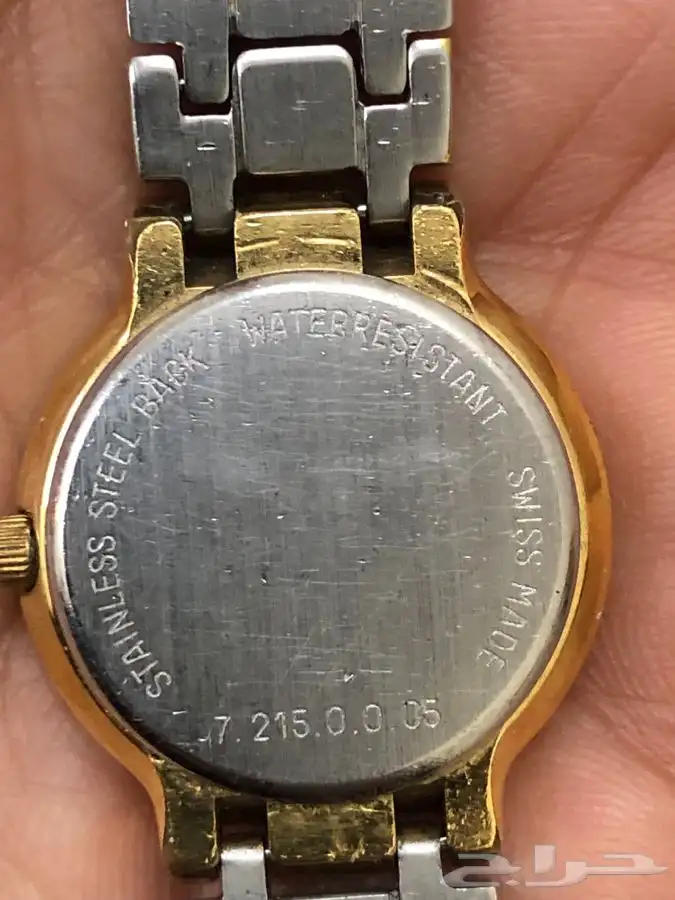 STAINLESS STEEL BACK
WATERRESISTANT
SWISS MADE
7.215.0.0.05
حراج